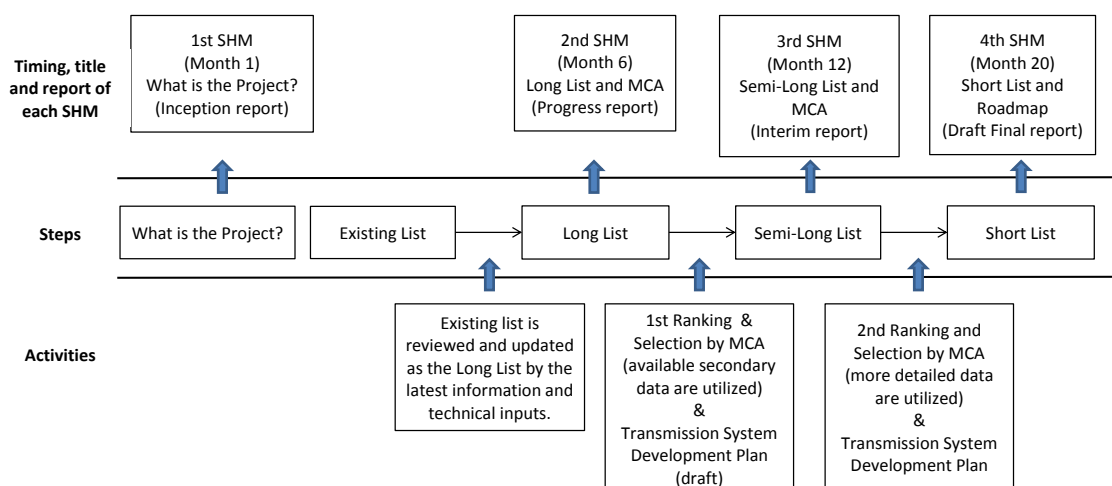 Timing, title
and report of
each SHM
1st SHM
(Month 1)
What is the Project?
(Inception report)
2nd SHM
(Month 6)
Long List and MCA
(Progress report)
3rd SHM
(Month 12)
Semi-Long List and
MCA
(Interim report)
4th SHM
(Month 20)
Short List and
Roadmap
(Draft Final report)
Steps
What is the Project?
Existing List
Long List
Semi-Long List
Short List
Activities
Existing list is
reviewed and updated
as the Long List by the
latest information and
technical inputs.
1st Ranking &
Selection by MCA
(available secondary
data are utilized)
&
Transmission System
Development Plan
(draft)
2nd Ranking and
Selection by MCA
(more detailed data
are utilized)
&
Transmission System
Development Plan